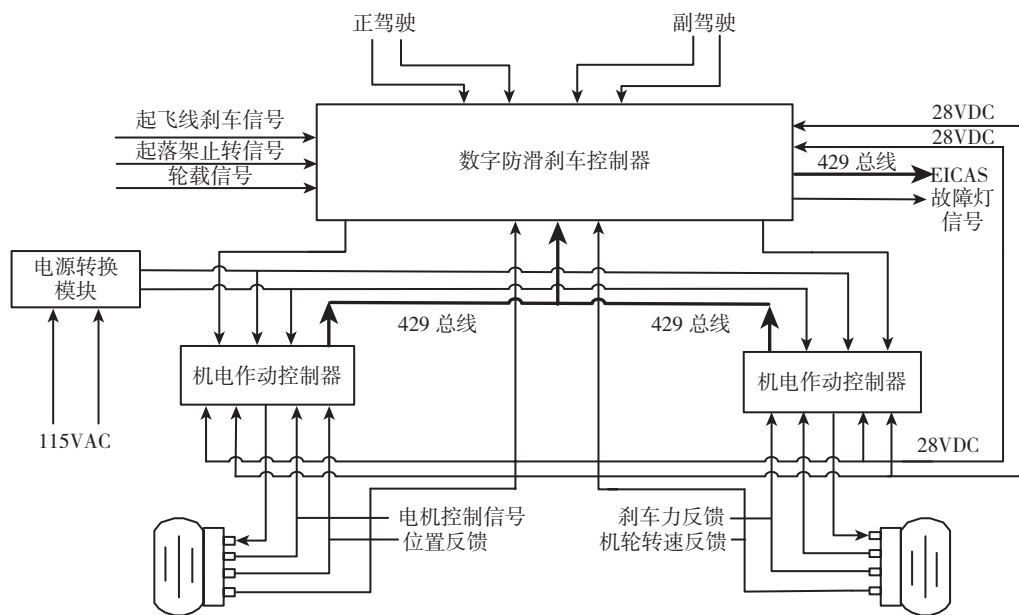 正驾驶
副驾驶
起飞线刹车信号
起落架止转信号
轮载信号
数字防滑刹车控制器
28VDC
28VDC
429 总线
EICAS
故障灯
信号
电源转换
模块
429 总线
429 总线
机电作动控制器
机电作动控制器
115VAC
28VDC
电机控制信号
位置反馈
刹车力反馈
机轮转速反馈